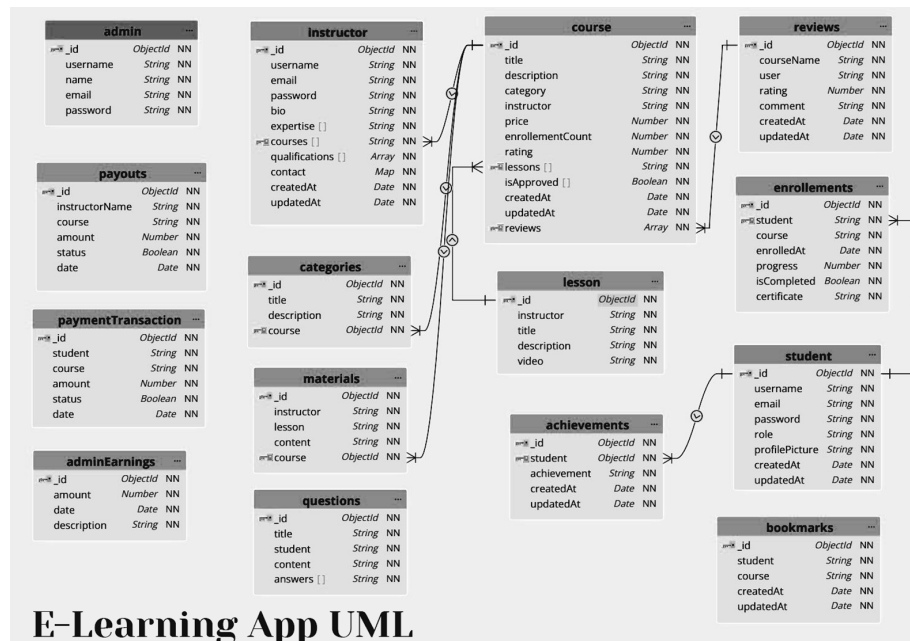 admin ...
_id ObjectId NN
username String NN
name String NN
email String NN
password String NN
payouts ...
_id ObjectId NN
instructorName String NN
course String NN
amount Number NN
status Boolean NN
date Date NN
paymentTransaction ...
_id ObjectId NN
student String NN
course String NN
amount Number NN
status Boolean NN
date Date NN
adminEarnings ...
_id ObjectId NN
amount Number NN
date Date NN
description String NN
instructor ...
_id ObjectId NN
username String NN
email String NN
password String NN
bio String NN
expertise [] String NN
courses [] String NN
qualifications [] Array NN
contact Map NN
createdAt Date NN
updatedAt Date NN
categories ...
_id ObjectId NN
title String NN
description String NN
course ObjectId NN
materials ...
_id ObjectId NN
instructor String NN
lesson String NN
content String NN
course ObjectId NN
questions ...
_id ObjectId NN
title String NN
student String NN
content String NN
answers [] String NN
course ...
_id ObjectId NN
title String NN
description String NN
category String NN
instructor String NN
price Number NN
enrollementCount Number NN
rating Number NN
lessons [] String NN
isApproved [] Boolean NN
createdAt Date NN
updatedAt Date NN
reviews Array NN
lesson ...
_id ObjectId NN
instructor String NN
title String NN
description String NN
video String NN
achievements ...
_id ObjectId NN
student ObjectId NN
achievement String NN
createdAt Date NN
updatedAt Date NN
reviews ...
_id ObjectId NN
courseName String NN
user String NN
rating Number NN
comment String NN
createdAt Date NN
updatedAt Date NN
enrollements ...
_id ObjectId NN
student String NN
course String NN
enrolledAt Date NN
progress Number NN
isCompleted Boolean NN
certificate String NN
student ...
_id ObjectId NN
username String NN
email String NN
password String NN
role String NN
profilePicture String NN
createdAt Date NN
updatedAt Date NN
bookmarks ...
_id ObjectId NN
student String NN
course String NN
createdAt Date NN
updatedAt Date NN
E-Learning App UML